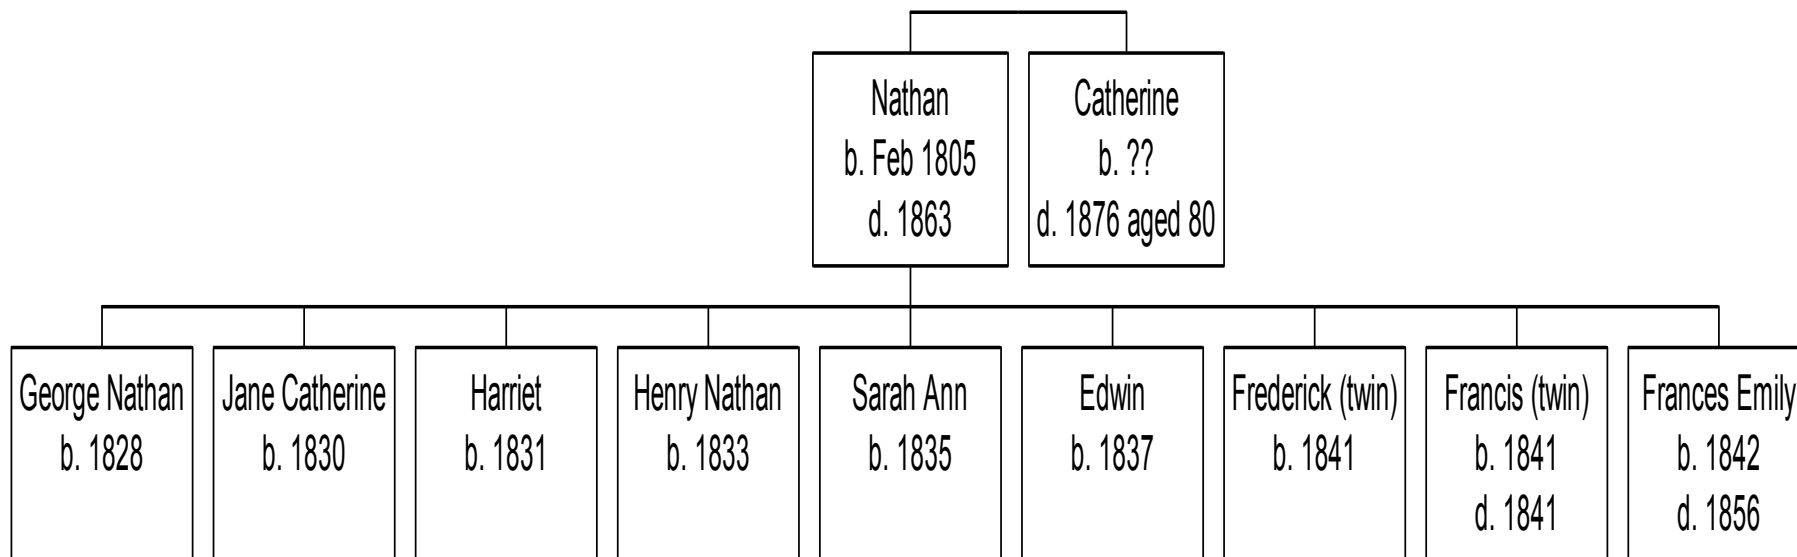 Nathan
b. Feb 1805
d. 1863
Catherine
b. ??
d. 1876 aged 80
George Nathan
b. 1828
Jane Catherine
b. 1830
Harriet
b. 1831
Henry Nathan
b. 1833
Sarah Ann
b. 1835
Edwin
b. 1837
Frederick (twin)
b. 1841
Francis (twin)
b. 1841
d. 1841
Frances Emily
b. 1842
d. 1856